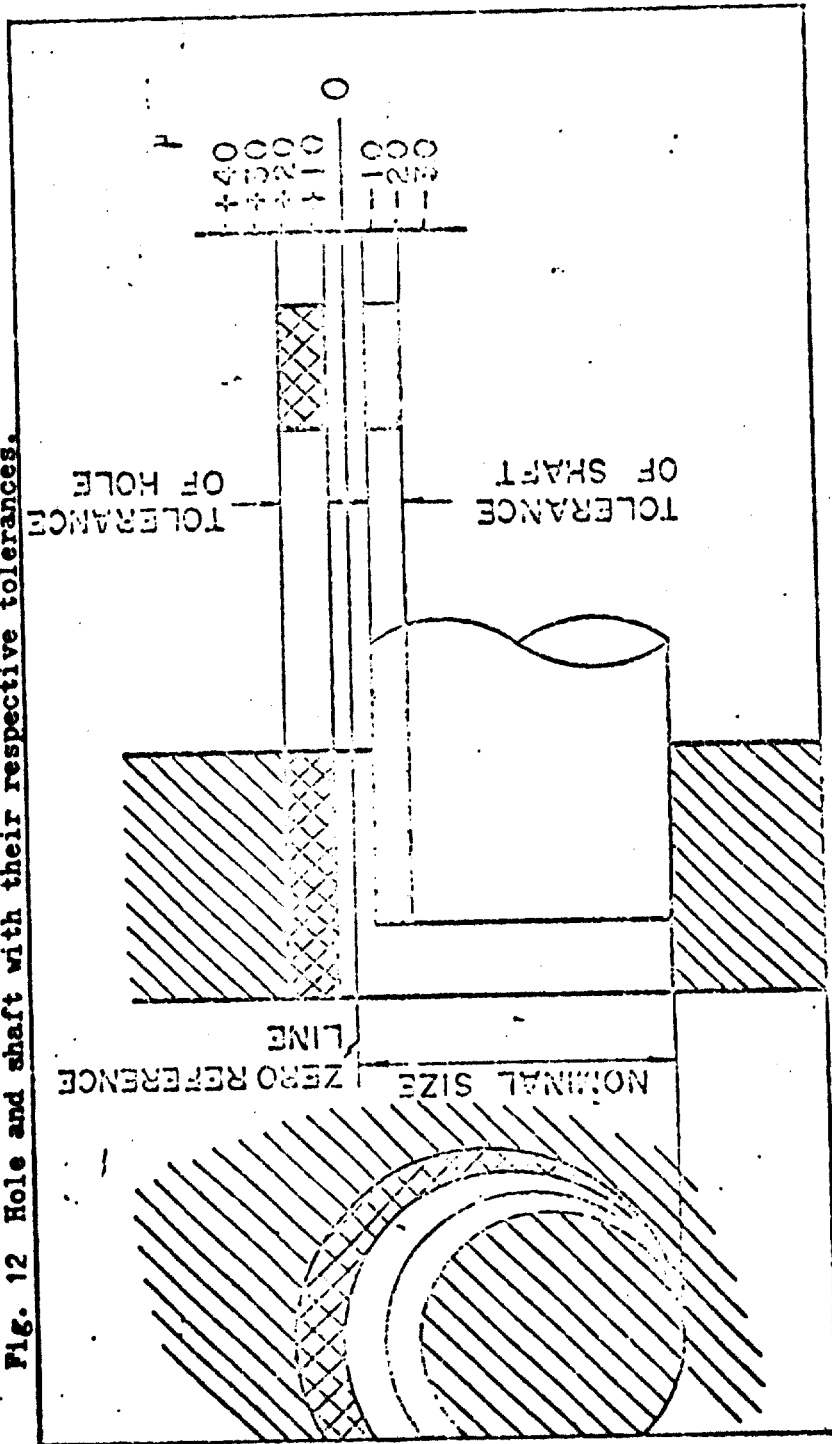 Fig. 12 Hole and shaft with their respective tolerances.
+40
+30
+20
+10
0
-10
-20
-30
TOLERANCE
OF HOLE
TOLERANCE
OF SHAFT
ZERO REFERENCE
LINE
NOMINAL SIZE